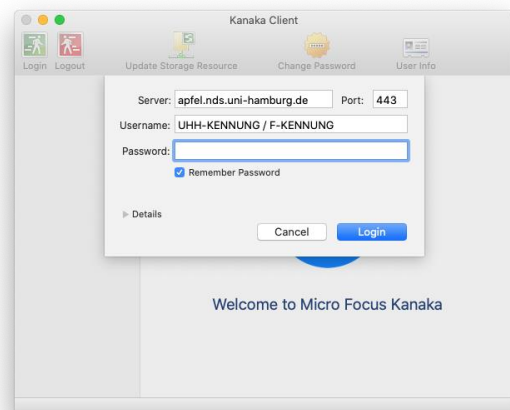 Kanaka Client
Login Logout Update Storage Resource Change Password User Info
Server: apfel.nds.uni-hamburg.de Port: 443
Username: UHH-KENNUNG / F-KENNUNG
Password:
Remember Password
Details
Cancel Login
Welcome to Micro Focus Kanaka